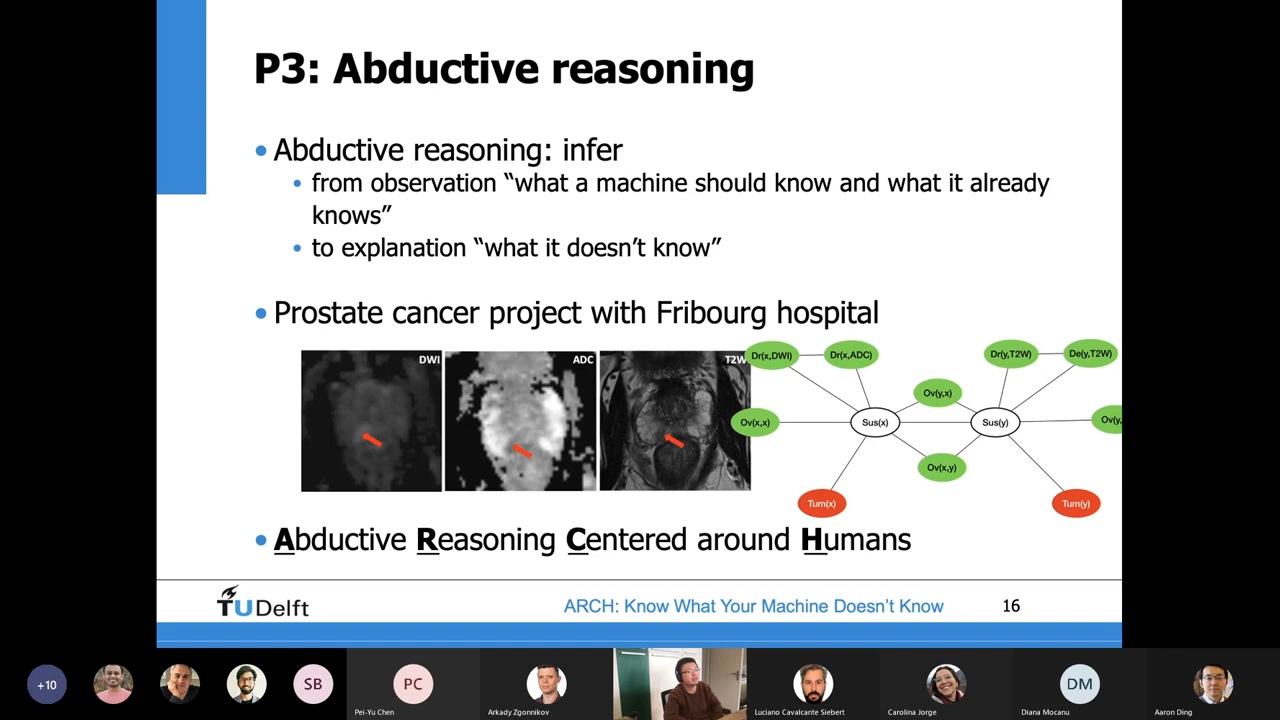 P3: Abductive reasoning
• Abductive reasoning: infer
• from observation “what a machine should know and what it already
knows”
• to explanation “what it doesn’t know”
• Prostate cancer project with Fribourg hospital
DWI
ADC
T2W
Dr(x,DWI)
Dr(x,ADC)
Dr(y,T2W)
De(y,T2W)
Ov(y,x)
Ov(x,x)
Sus(x)
Sus(y)
Ov(y,
Ov(x,y)
Tum(x)
Tum(y)
• Abductive Reasoning Centered around Humans
TUDelft
ARCH: Know What Your Machine Doesn’t Know
16
+10
SB
PC
DM
Pei-Yu Chen
Arkady Zgonnikov
Luciano Cavalcante Siebert
Carolina Jorge
Diana Mocanu
Aaron Ding